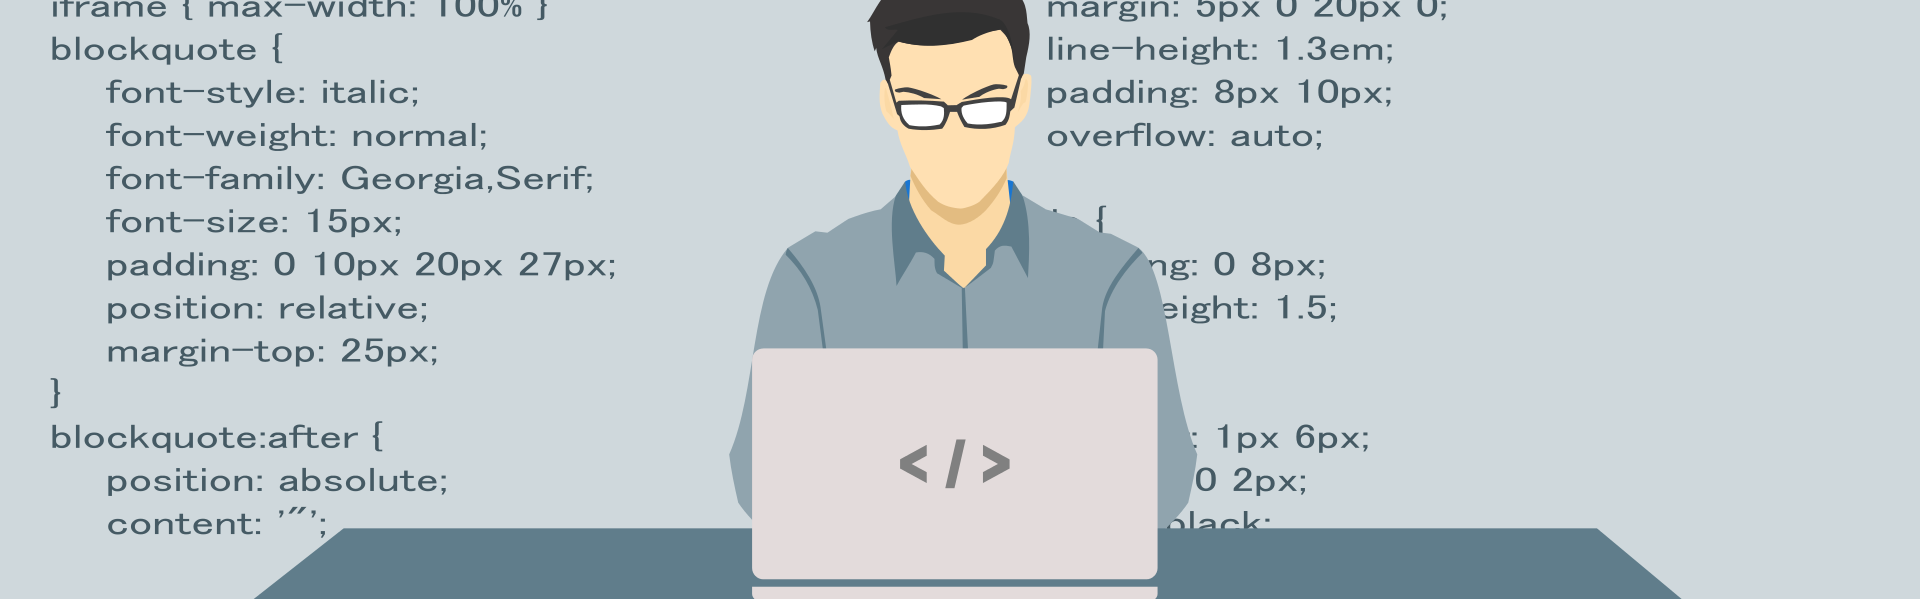 iframe { max-width: 100% }
blockquote {
font-style: italic;
font-weight: normal;
font-family: Georgia,Serif;
font-size: 15px;
padding: 0 10px 20px 27px;
position: relative;
margin-top: 25px;
}
blockquote:after {
position: absolute;
content: '"';
margin: 5px 0 20px 0;
line-height: 1.3em;
padding: 8px 10px;
overflow: auto;
{
ng: 0 8px;
eight: 1.5;
: 1px 6px;
0 2px;
black;
</>